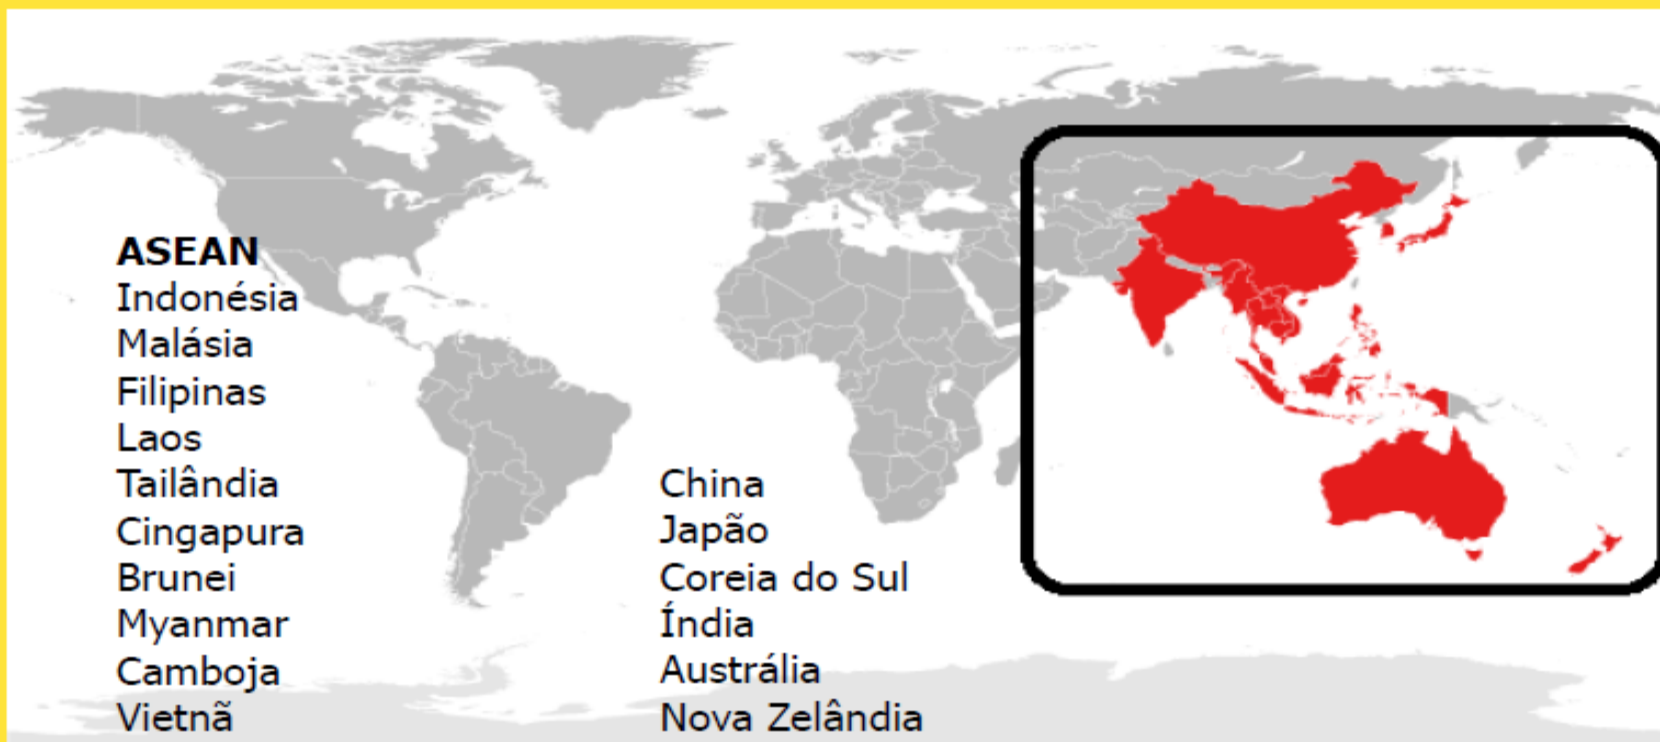 ASEAN
Indonésia
Malásia
Filipinas
Laos
Tailândia
Cingapura
Brunei
Myanmar
Camboja
Vietnã
China
Japão
Coreia do Sul
Índia
Austrália
Nova Zelândia